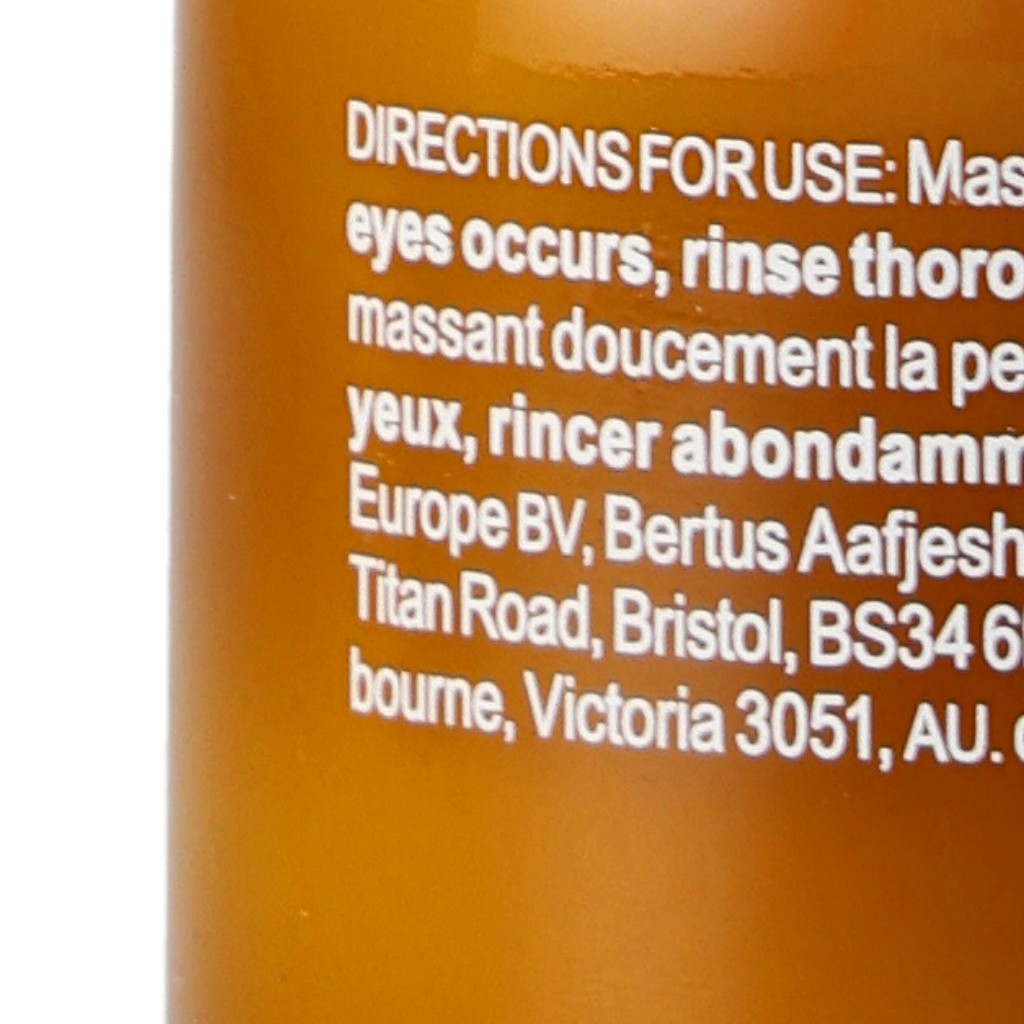 DIRECTIONS FOR USE: Mas
eyes occurs, rinse thoro
massant doucement la pe
yeux, rincer abondamm
Europe BV, Bertus Aafjesh
Titan Road, Bristol, BS34 6
bourne, Victoria 3051, AU.